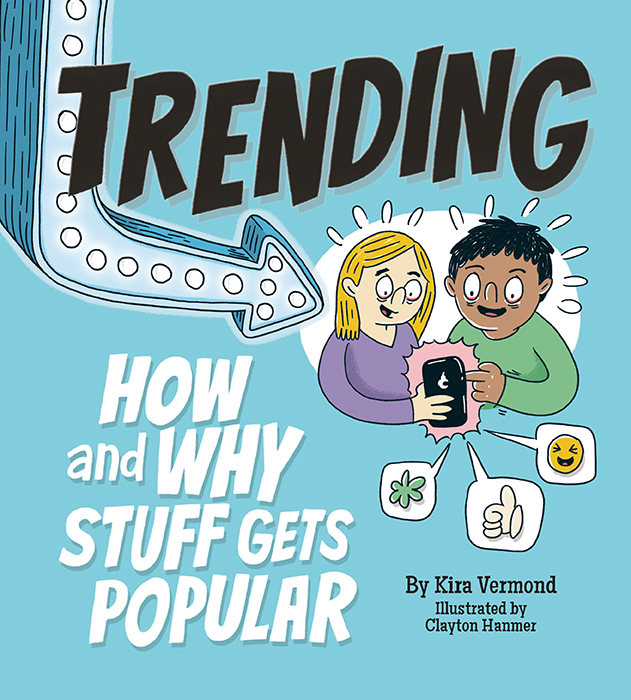 TRENDING
HOW
and WHY
STUFF GETS
POPULAR
By Kira Vermond
Illustrated by
Clayton Hanmer